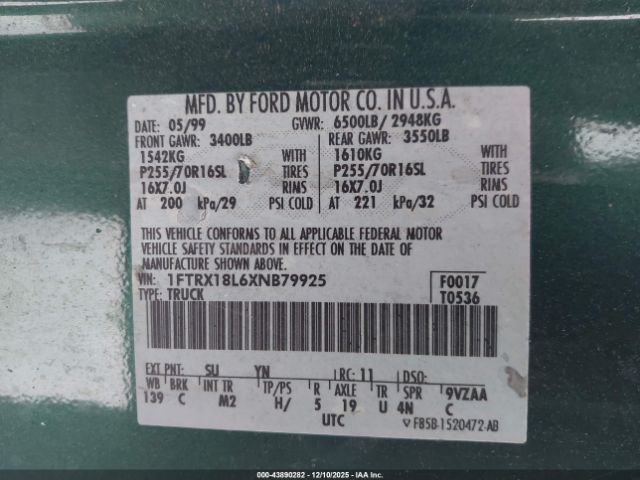 MFD. BY FORD MOTOR CO. IN U.S.A.
DATE: 05/99 GVWR: 6500LB/ 2948KG
FRONT GAWR: 3400LB REAR GAWR: 3550LB
1542KG WITH 1610KG WITH
P255/70R16SL TIRES P255/70R16SL TIRES
16X7.0J RIMS 16X7.0J RIMS
AT 200 kPa/29 PSI COLD AT 221 kPa/32 PSI COLD
THIS VEHICLE CONFORMS TO ALL APPLICABLE FEDERAL MOTOR
VEHICLE SAFETY STANDARDS IN EFFECT ON THE DATE OF
MANUFACTURE SHOWN ABOVE.
VIN: 1FTRX18L6XNB79925 F0017
TYPE: TRUCK T0536
EXT PNT: SU YN RC: 11 DSO:
WB BRK INT TR TP/PS R AXLE TR SPR 9VZAA
139 C M2 H/ 5 19 U 4N C
UTC F85B-1520472-AB
000-43890282 - 12/10/2025 - IAAI.com